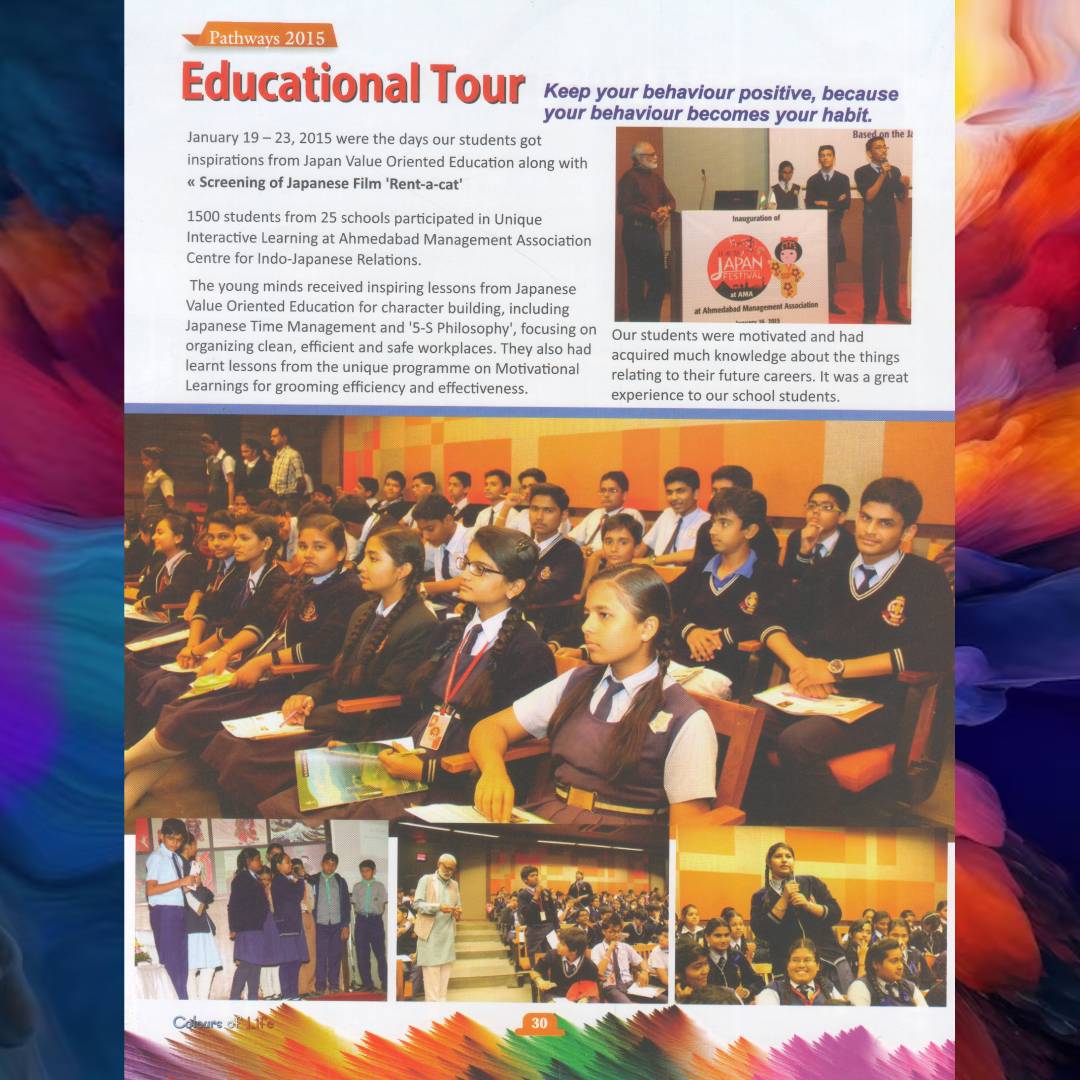 Pathways 2015
Educational Tour
Keep your behaviour positive, because
your behaviour becomes your habit.
January 19 – 23, 2015 were the days our students got
inspirations from Japan Value Oriented Education along with
« Screening of Japanese Film 'Rent-a-cat'
1500 students from 25 schools participated in Unique
Interactive Learning at Ahmedabad Management Association
Centre for Indo-Japanese Relations.
The young minds received inspiring lessons from Japanese
Value Oriented Education for character building, including
Japanese Time Management and '5-S Philosophy', focusing on
organizing clean, efficient and safe workplaces. They also had
learnt lessons from the unique programme on Motivational
Learnings for grooming efficiency and effectiveness.
Based on the
Inauguration of
JAPAN
FESTIVAL
at AMA
at Ahmedabad Management Association
Our students were motivated and had
acquired much knowledge about the things
relating to their future careers. It was a great
experience to our school students.
Colours of Life
30